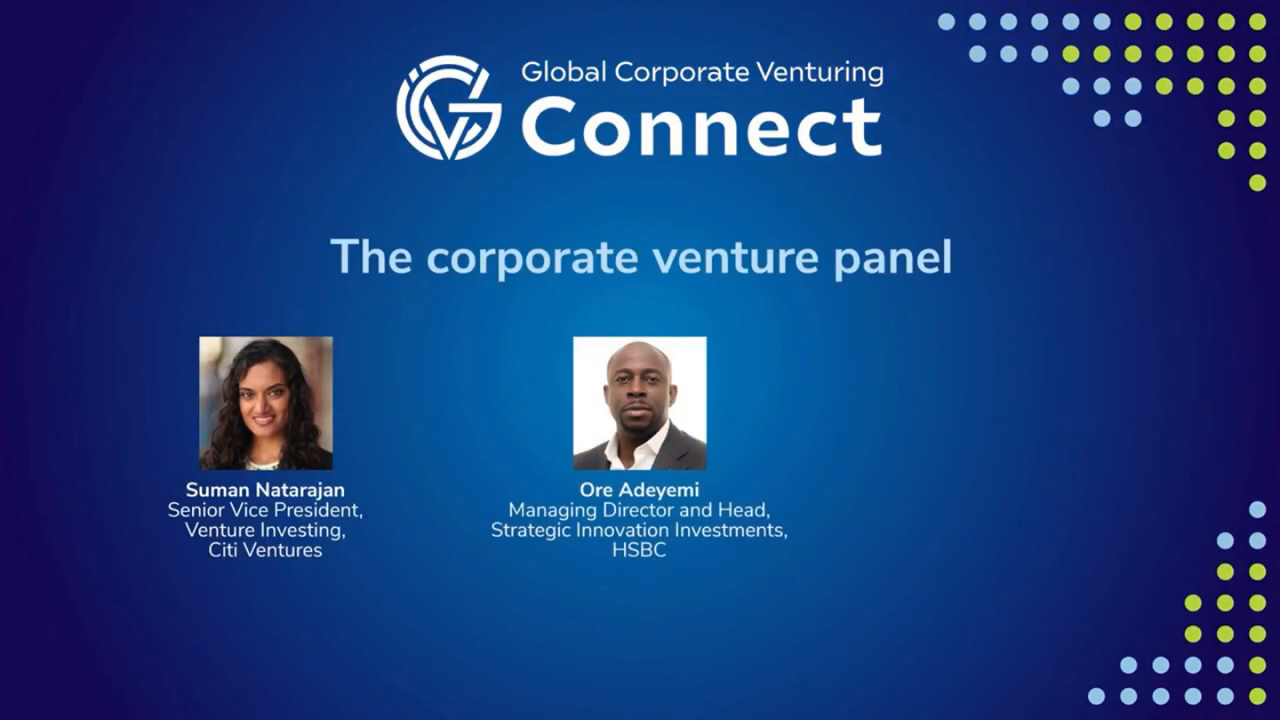 Global Corporate Venturing
Connect
The corporate venture panel
Suman Natarajan
Senior Vice President,
Venture Investing,
Citi Ventures
Ore Adeyemi
Managing Director and Head,
Strategic Innovation Investments,
HSBC